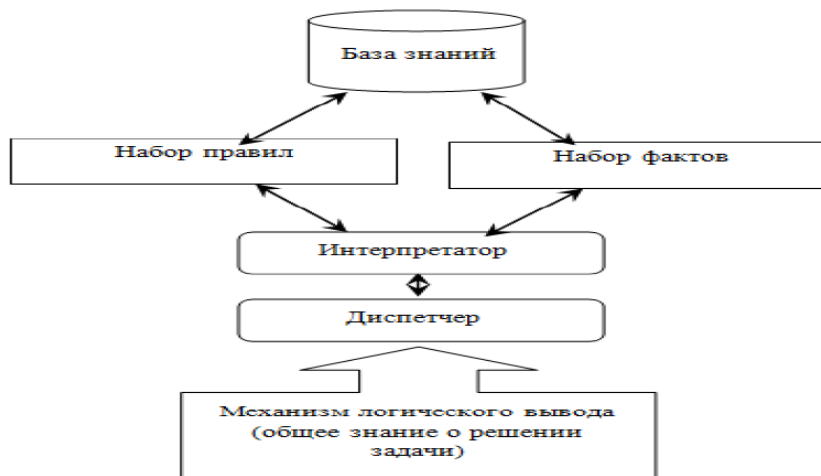 База знаний
Набор правил
Набор фактов
Интерпретатор
Диспетчер
Механизм логического вывода
(общее знание о решении
задачи)